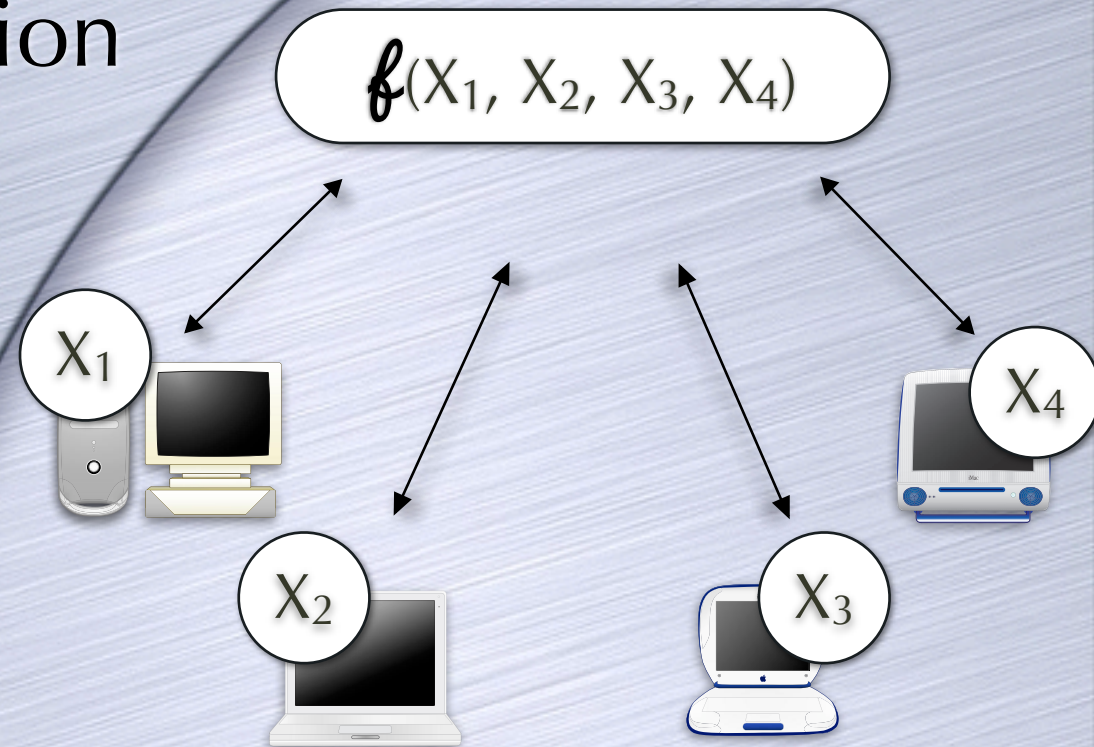 ion
f(X₁, X₂, X₃, X₄)
X₁
X₄
X₂
X₃